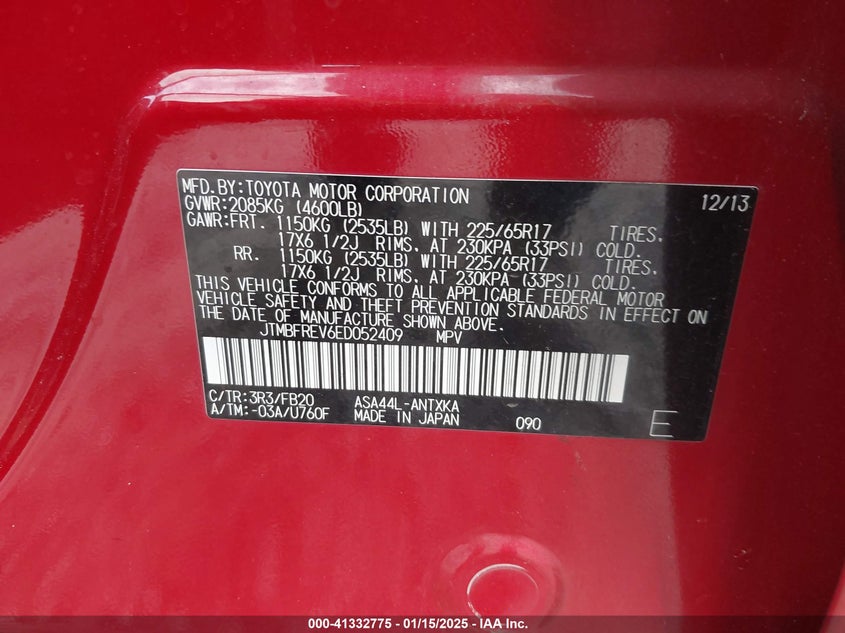 MFD.BY:TOYOTA MOTOR CORPORATION 12/13
GVWR:2085KG (4600LB)
GAWR:FRT. 1150KG (2535LB) WITH 225/65R17 TIRES,
17X6 1/2J RIMS, AT 230KPA (33PSI) COLD.
RR. 1150KG (2535LB) WITH 225/65R17 TIRES,
17X6 1/2J RIMS, AT 230KPA (33PSI) COLD.
THIS VEHICLE CONFORMS TO ALL APPLICABLE FEDERAL MOTOR
VEHICLE SAFETY AND THEFT PREVENTION STANDARDS IN EFFECT ON
THE DATE OF MANUFACTURE SHOWN ABOVE.
JTMBFREV6ED052409 MPV
C/TR:3R3/FB20 ASA44L-ANTXKA
A/TM:-03A/U760F MADE IN JAPAN 090 E
000-41332775 — 01/15/2025 — IAA Inc.